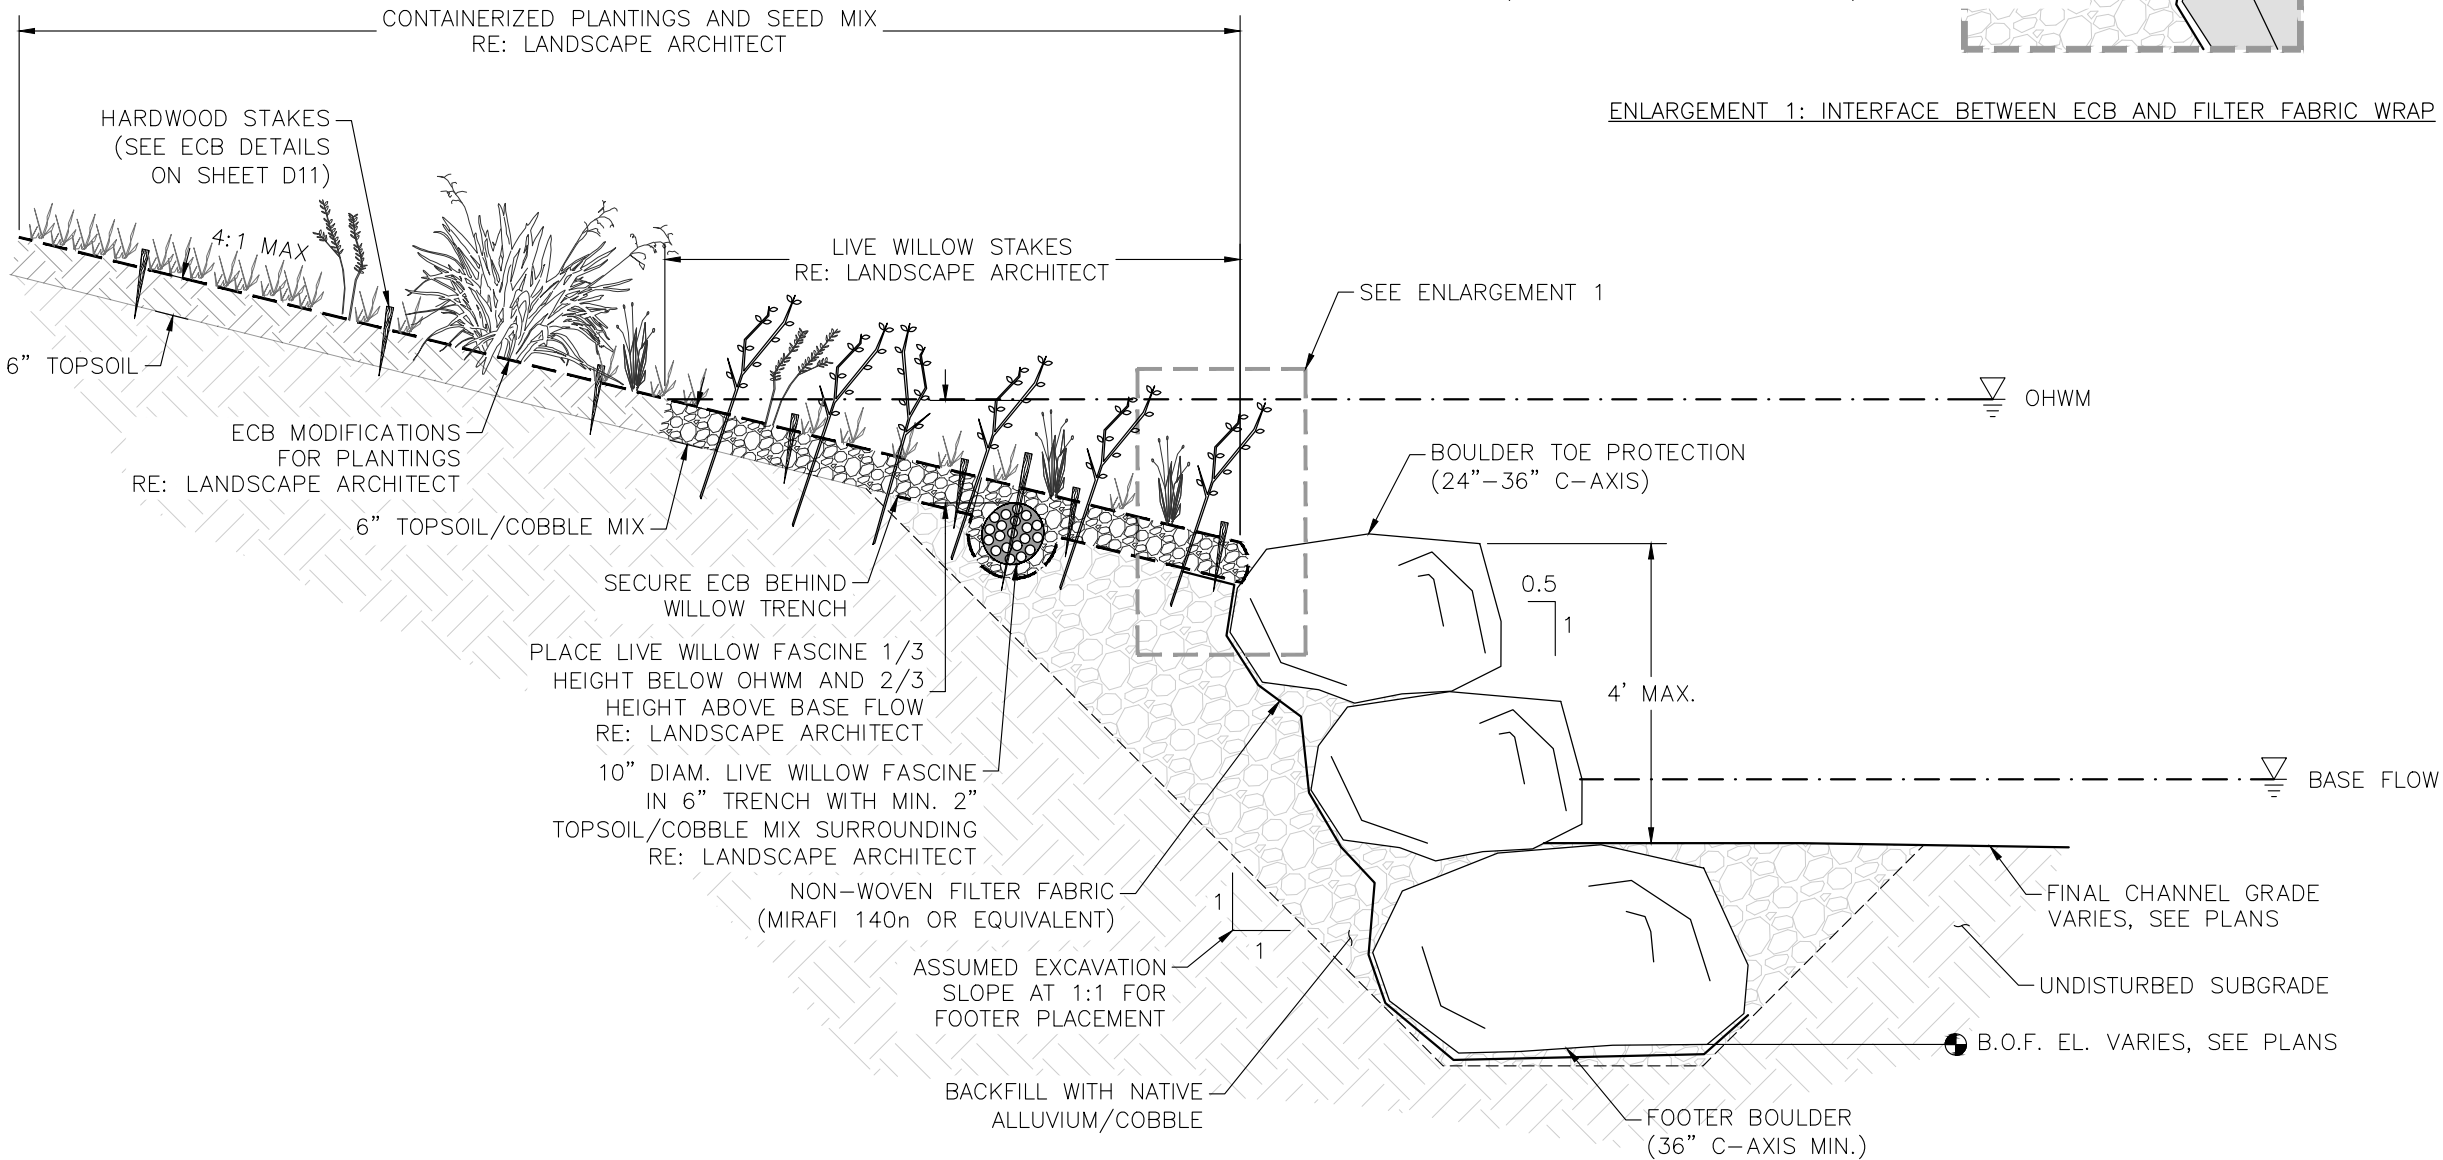 CONTAINERIZED PLANTINGS AND SEED MIX
RE: LANDSCAPE ARCHITECT
ENLARGEMENT 1: INTERFACE BETWEEN ECB AND FILTER FABRIC WRAP
HARDWOOD STAKES
(SEE ECB DETAILS
ON SHEET D11)
4:1 MAX
LIVE WILLOW STAKES
RE: LANDSCAPE ARCHITECT
SEE ENLARGEMENT 1
6" TOPSOIL
OHWM
ECB MODIFICATIONS
FOR PLANTINGS
RE: LANDSCAPE ARCHITECT
BOULDER TOE PROTECTION
(24"-36" C-AXIS)
6" TOPSOIL/COBBLE MIX
SECURE ECB BEHIND
WILLOW TRENCH
0.5
1
PLACE LIVE WILLOW FASCINE 1/3
HEIGHT BELOW OHWM AND 2/3
HEIGHT ABOVE BASE FLOW
RE: LANDSCAPE ARCHITECT
4' MAX.
10" DIAM. LIVE WILLOW FASCINE
IN 6" TRENCH WITH MIN. 2"
TOPSOIL/COBBLE MIX SURROUNDING
RE: LANDSCAPE ARCHITECT
BASE FLOW
NON-WOVEN FILTER FABRIC
(MIRAFI 140n OR EQUIVALENT)
1
1
FINAL CHANNEL GRADE
VARIES, SEE PLANS
ASSUMED EXCAVATION
SLOPE AT 1:1 FOR
FOOTER PLACEMENT
UNDISTURBED SUBGRADE
B.O.F. EL. VARIES, SEE PLANS
BACKFILL WITH NATIVE
ALLUVIUM/COBBLE
FOOTER BOULDER
(36" C-AXIS MIN.)